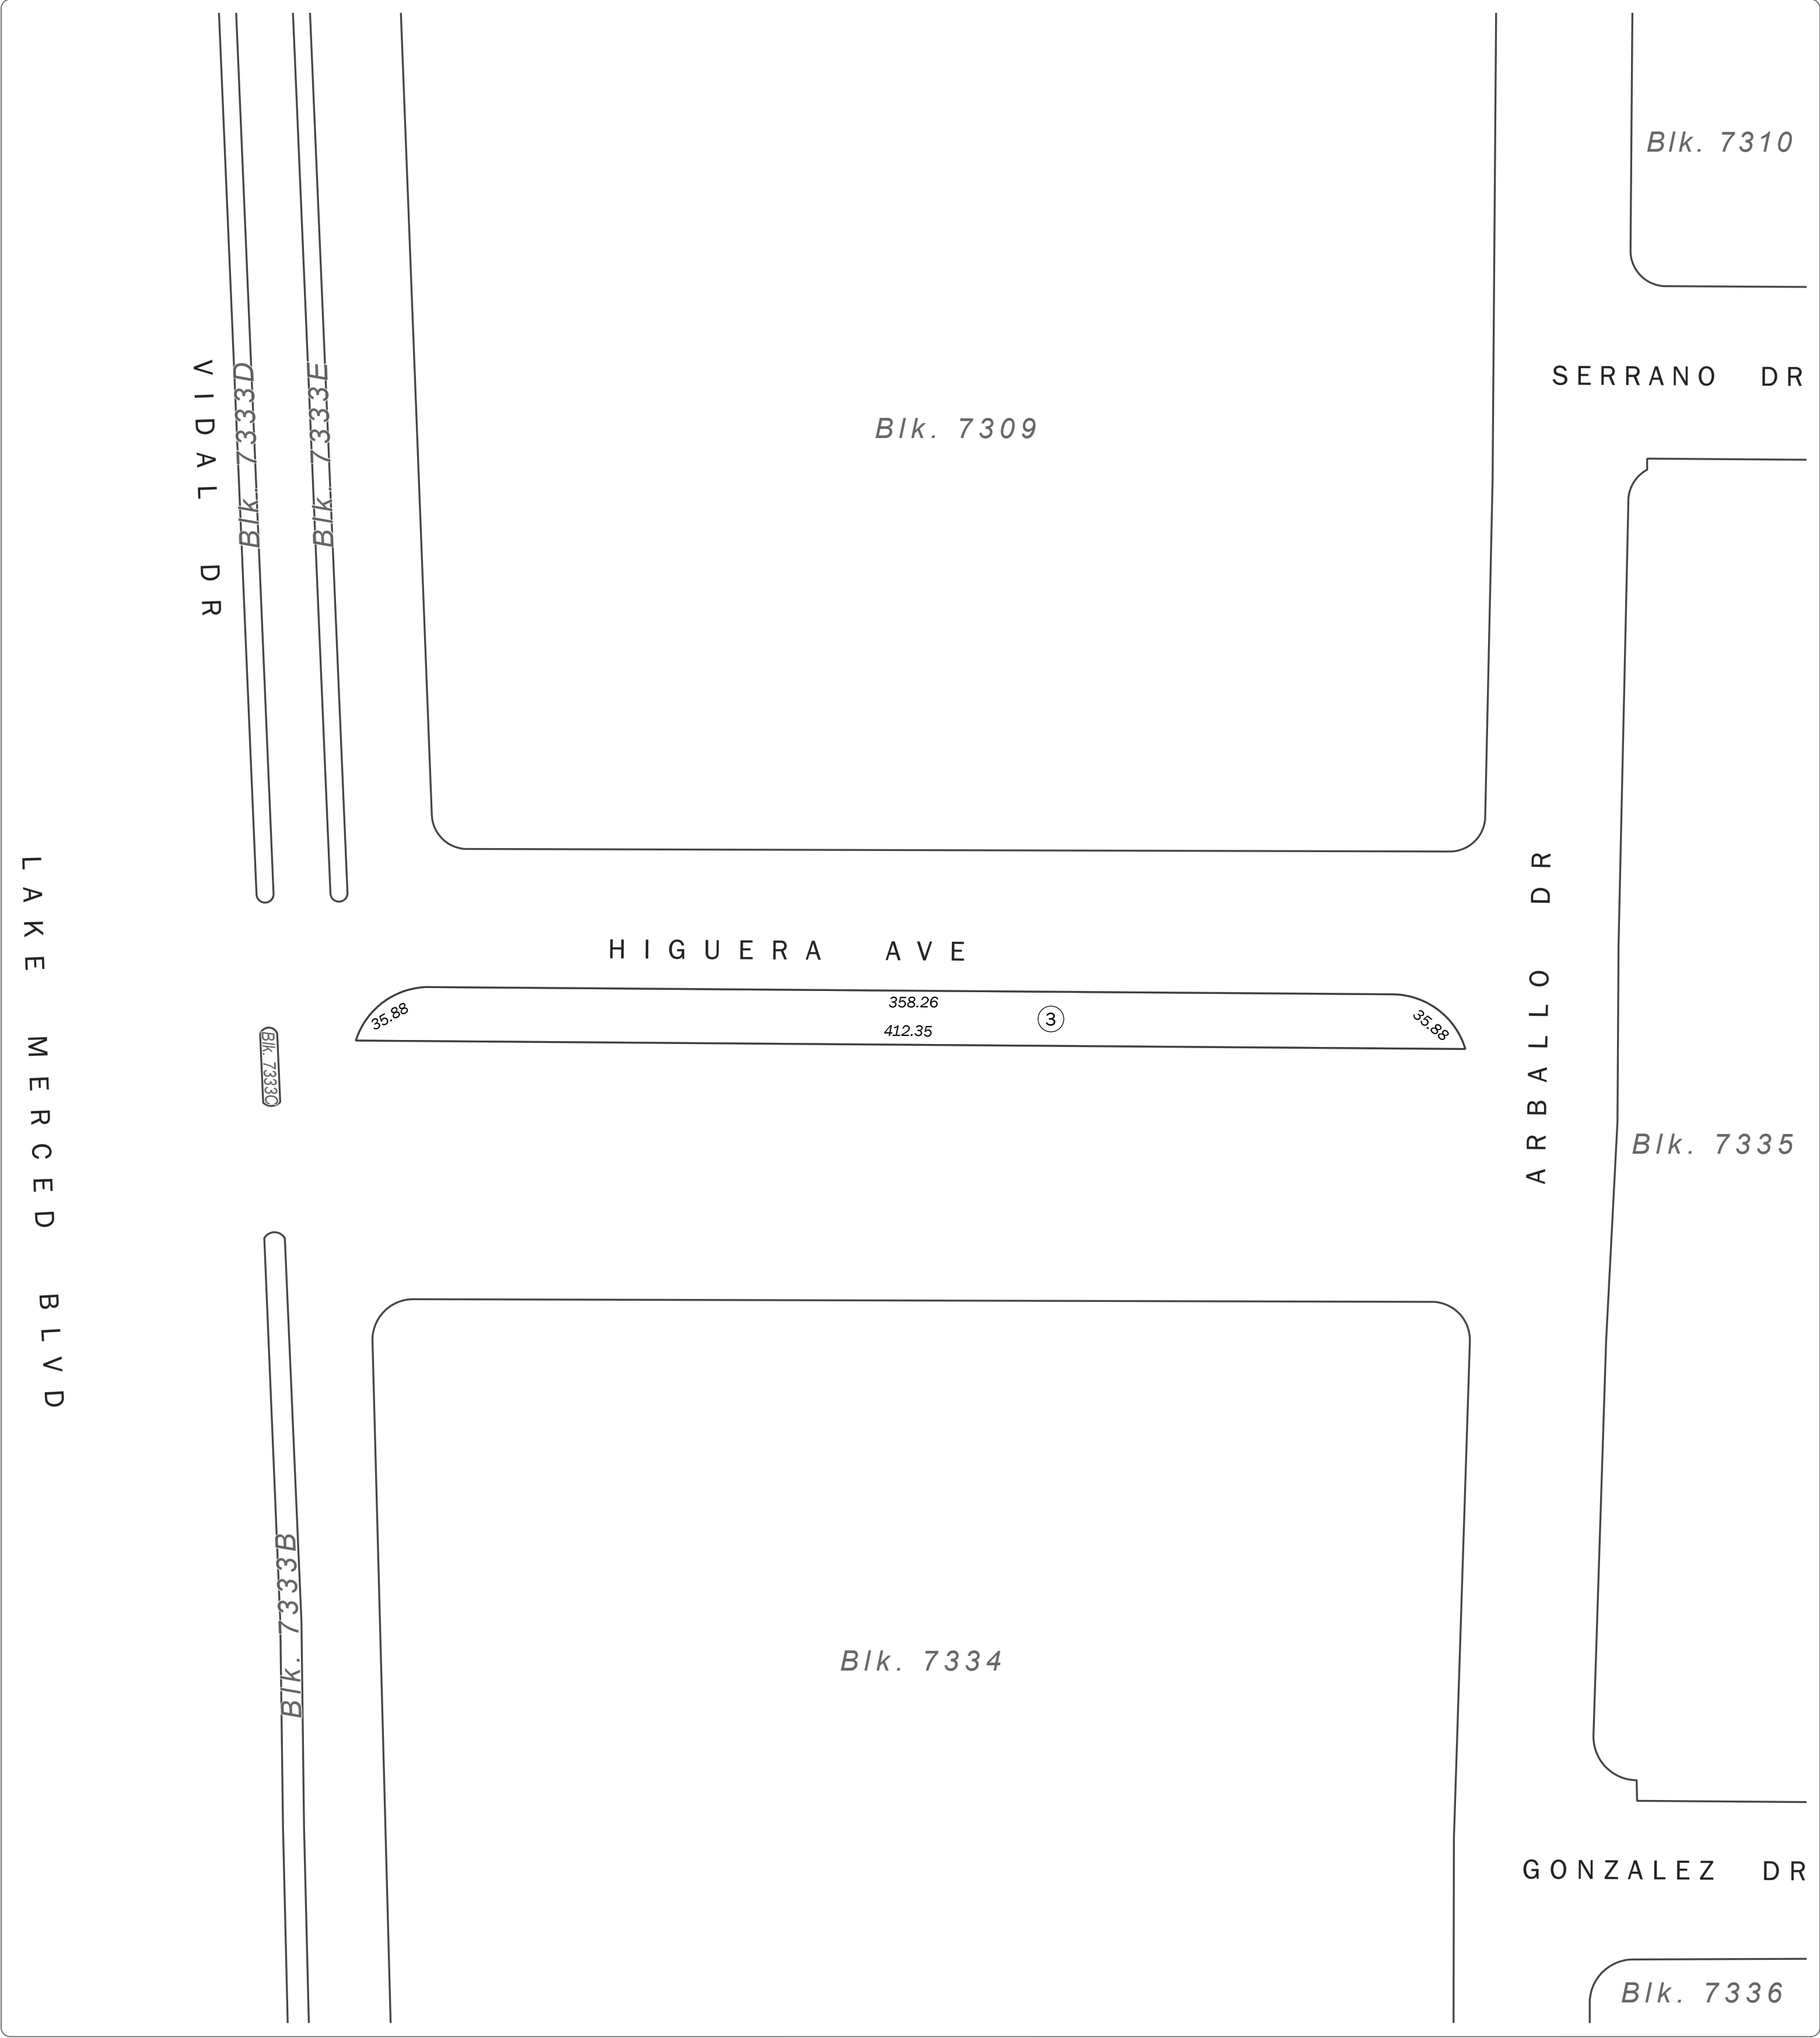 Blk. 7310
VIDAL DR
Blk. 7333D
Blk. 7333E
SERRANO DR
Blk. 7309
LAKE MERCED BLVD
HIGUERA AVE
ARBALLO DR
358.26
35.88
3
35.88
412.35
Blk. 7333C
Blk. 7335
Blk. 7333B
Blk. 7334
GONZALEZ DR
Blk. 7336